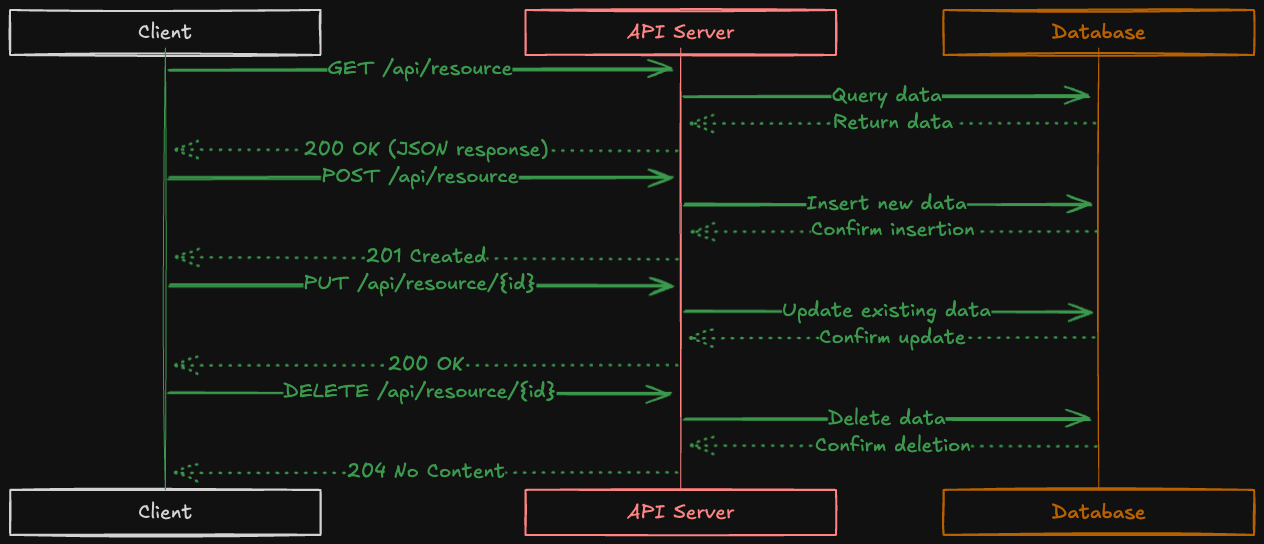 Client
API Server
Database
GET /api/resource
Query data
Return data
200 OK (JSON response)
POST /api/resource
Insert new data
Confirm insertion
201 Created
PUT /api/resource/{id}
Update existing data
Confirm update
200 OK
DELETE /api/resource/{id}
Delete data
Confirm deletion
204 No Content
Client
API Server
Database